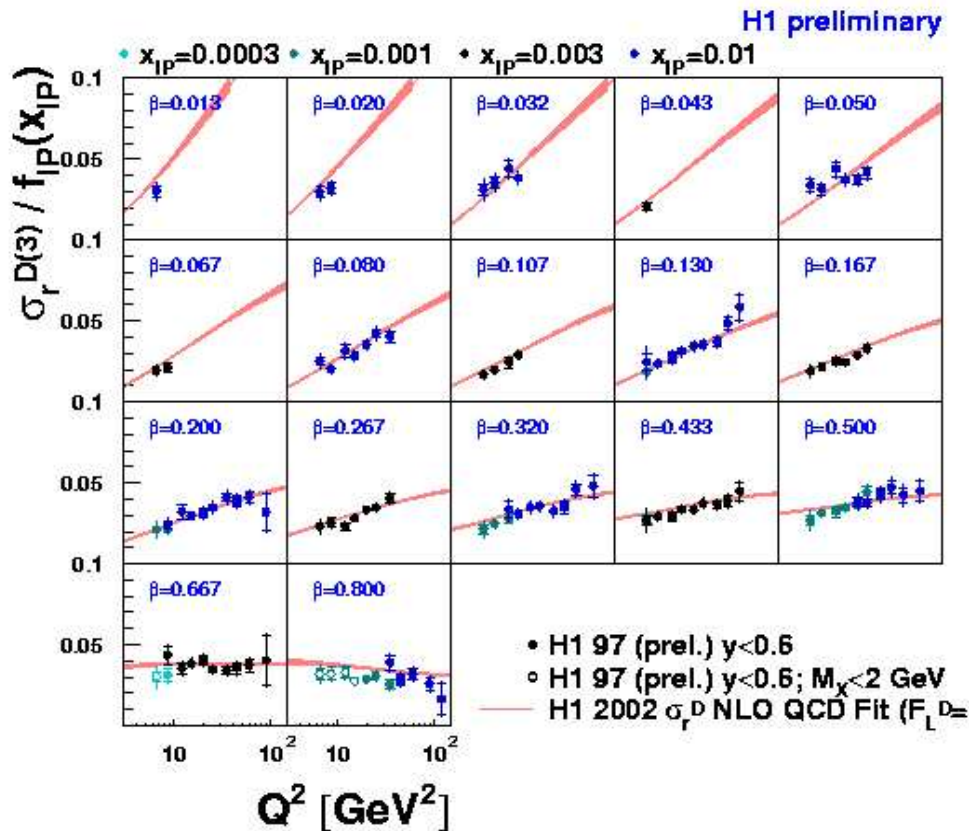 H1 preliminary
x_IP=0.0003 x_IP=0.001 x_IP=0.003 x_IP=0.01
σ_r^D(3) / f_IP(x_IP)
0.1
β=0.013 β=0.020 β=0.032 β=0.043 β=0.050
0.05
0.1
β=0.067 β=0.080 β=0.107 β=0.130 β=0.167
0.05
0.1
β=0.200 β=0.267 β=0.320 β=0.433 β=0.500
0.05
0.1
β=0.667 β=0.800
0.05
H1 97 (prel.) y<0.6
H1 97 (prel.) y<0.6; M_X<2 GeV
H1 2002 σ_r^D NLO QCD Fit (F_L^D=
10 10^2 10 10^2
Q^2 [GeV^2]